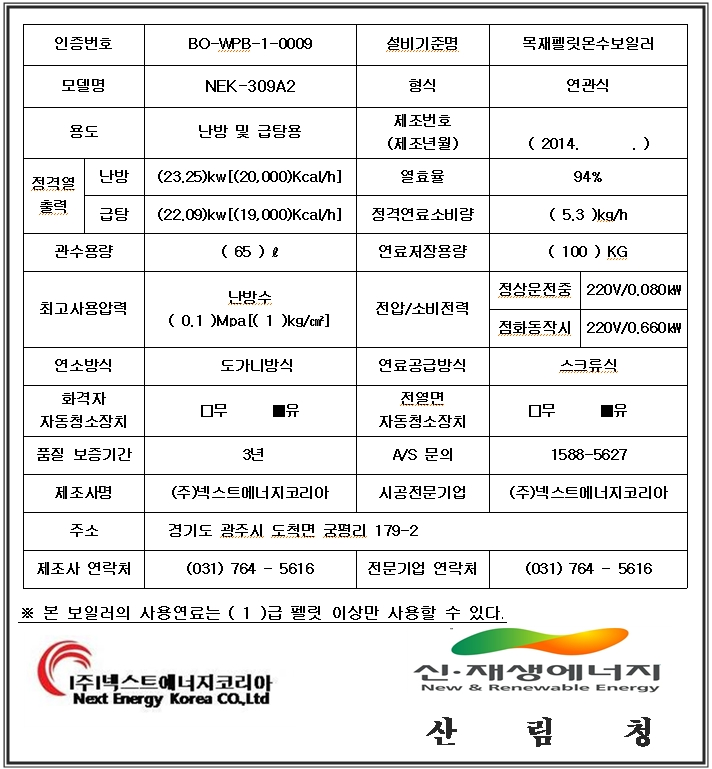 인증번호 BO-WPB-1-0009 설비기준명 목재펠릿온수보일러
모델명 NEK-309A2 형식 연관식
용도 난방 및 급탕용 제조번호
(제조년월) ( 2014. . )
정격열
출력 난방 (23.25)kw[(20,000)Kcal/h] 열효율 94%
급탕 (22.09)kw[(19,000)Kcal/h] 정격연료소비량 ( 5.3 )kg/h
관수용량 ( 65 ) ℓ 연료저장용량 ( 100 ) KG
최고사용압력 난방수
( 0.1 )Mpa[( 1 )kg/㎠] 전압/소비전력 정상운전중 220V/0.080㎾
점화동작시 220V/0.660㎾
연소방식 도가니방식 연료공급방식 스크류식
화격자
자동청소장치 □무 ■유 전열면
자동청소장치 □무 ■유
품질 보증기간 3년 A/S 문의 1588-5627
제조사명 (주)넥스트에너지코리아 시공전문기업 (주)넥스트에너지코리아
주소 경기도 광주시 도척면 궁평리 179-2
제조사 연락처 (031) 764 - 5616 전문기업 연락처 (031) 764 - 5616
※ 본 보일러의 사용연료는 ( 1 )급 펠릿 이상만 사용할 수 있다.
(주)넥스트에너지코리아
Next Energy Korea CO.,Ltd
신·재생에너지
New & Renewable Energy
산 림 청